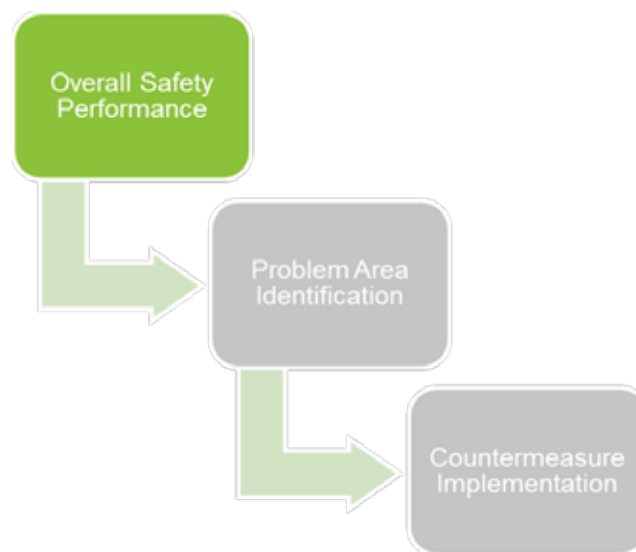 Overall Safety
Performance
Problem Area
Identification
Countermeasure
Implementation